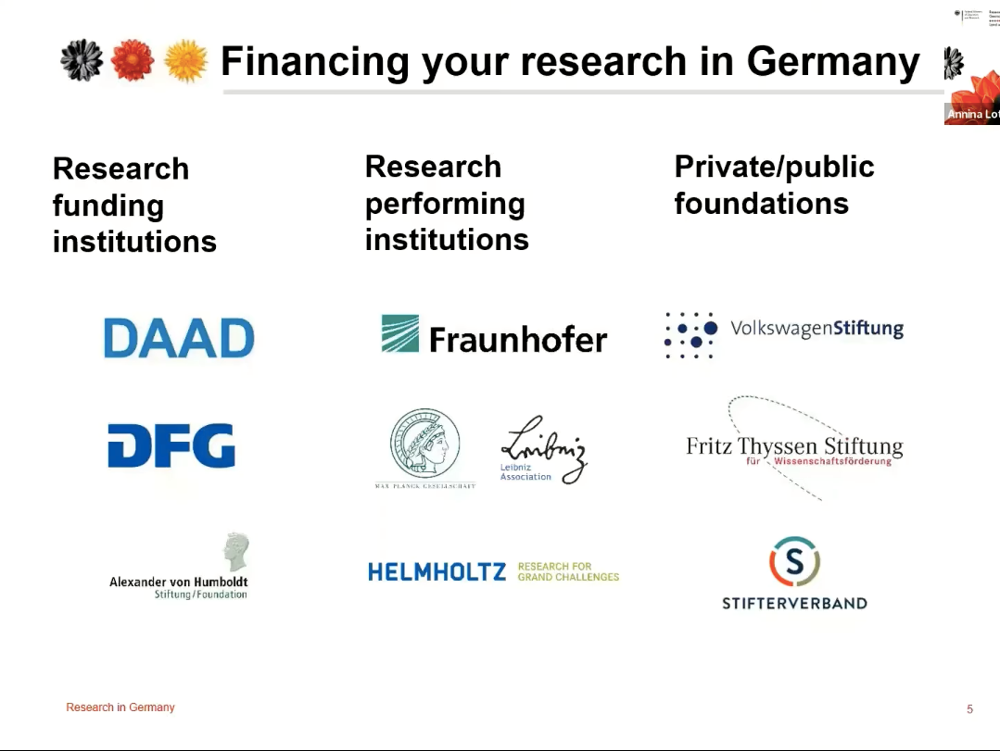 Financing your research in Germany
Annina Lot
Research
funding
institutions
Research
performing
institutions
Private/public
foundations
DAAD
Fraunhofer
VolkswagenStiftung
DFG
MAX PLANCK GESELLSCHAFT
Leibniz
Leibniz
Association
Fritz Thyssen Stiftung
für Wissenschaftsförderung
Alexander von Humboldt
Stiftung/Foundation
HELMHOLTZ
RESEARCH FOR
GRAND CHALLENGES
S
STIFTERVERBAND
Research in Germany
5